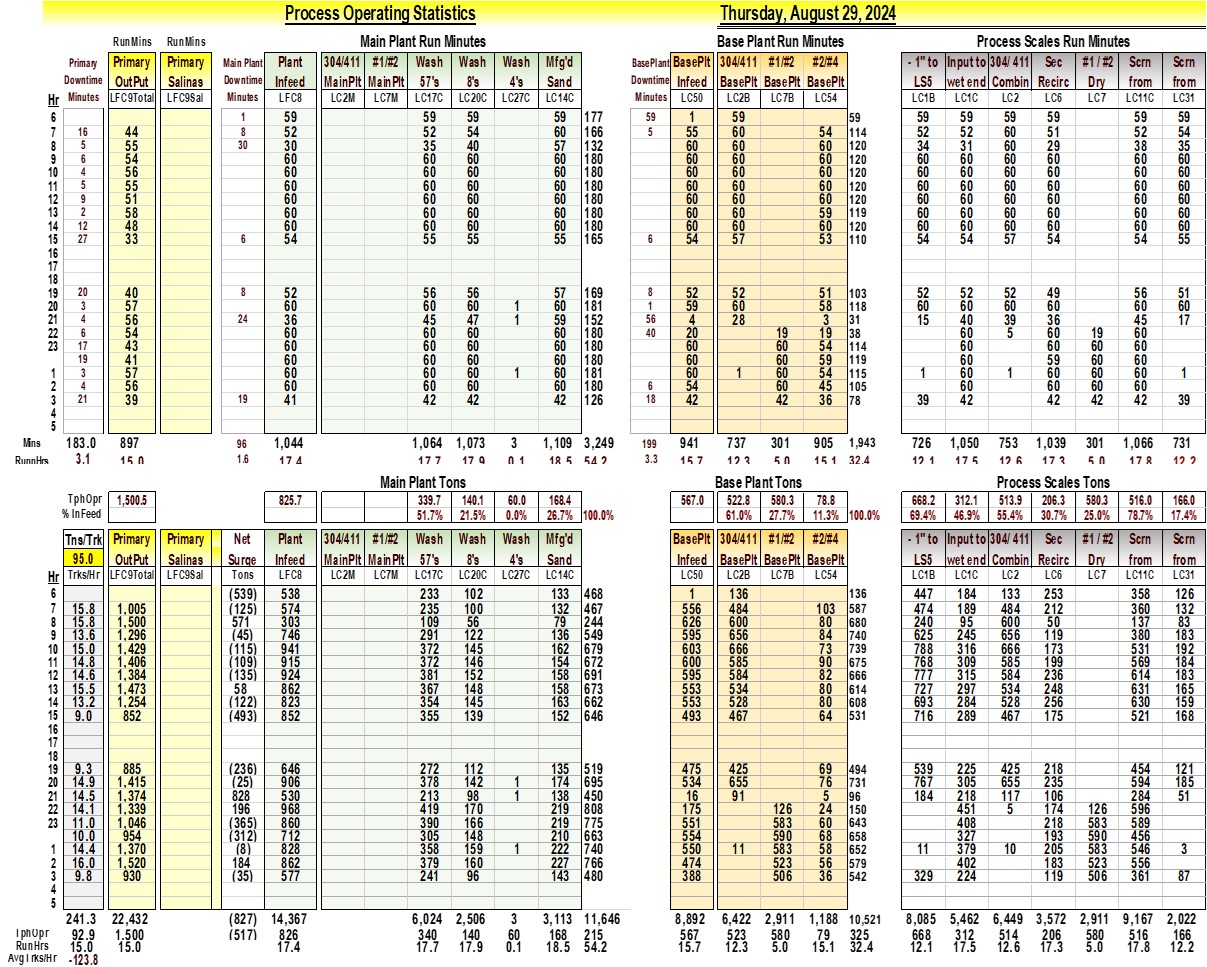 Process Operating Statistics Thursday, August 29, 2024
RunMins RunMins Main Plant Run Minutes Base Plant Run Minutes Process Scales Run Minutes
Primary Primary Primary Main Plant Plant 304/411 #1/#2 Wash Wash Wash Mfg'd BasePlant BasePlt 304/411 #1/#2 #2/#4 - 1" to Input to 304/ 411 Sec #1 / #2 Scrn Scrn
Downtime OutPut Salinas Downtime Infeed MainPlt MainPlt 57's 8's 4's Sand Downtime Infeed BasePlt BasePlt BasePlt LS5 wet end Combin Recirc Dry from from
Hr Minutes LFC9Total LFC9Sal Minutes LFC8 LC2M LC7M LC17C LC20C LC27C LC14C Minutes LC50 LC2B LC7B LC54 LC1B LC1C LC2 LC6 LC7 LC11C LC31
6 1 59 59 59 59 177 59 1 59 59 59 59 59 59 59 59
7 16 44 8 52 52 54 60 166 5 55 60 54 114 52 52 60 51 52 54
8 5 55 30 30 35 40 57 132 60 60 60 120 34 31 60 29 38 35
9 6 54 60 60 60 60 180 60 60 60 120 60 60 60 60 60 60
10 4 56 60 60 60 60 180 60 60 60 120 60 60 60 60 60 60
11 5 55 60 60 60 60 180 60 60 60 120 60 60 60 60 60 60
12 9 51 60 60 60 60 180 60 60 60 120 60 60 60 60 60 60
13 2 58 60 60 60 60 180 60 60 59 119 60 60 60 60 60 60
14 12 48 60 60 60 60 180 60 60 60 120 60 60 60 60 60 60
15 27 33 6 54 55 55 55 165 6 54 57 53 110 54 54 57 54 54 55
16
17
18
19 20 40 8 52 56 56 57 169 8 52 52 51 103 52 52 52 49 56 51
20 3 57 60 60 60 1 60 181 1 59 60 58 118 60 60 60 60 60 60
21 4 56 24 36 45 47 1 59 152 56 4 28 3 31 15 40 39 36 45 17
22 6 54 60 60 60 60 180 40 20 19 19 38 60 5 60 19 60
23 17 43 60 60 60 60 180 60 60 54 114 60 60 60 60
19 41 60 60 60 60 180 60 60 59 119 60 59 60 60
1 3 57 60 60 60 1 60 181 60 1 60 54 115 1 60 1 60 60 60 1
2 4 56 60 60 60 60 180 6 54 60 45 105 60 60 60 60
3 21 39 19 41 42 42 42 126 18 42 42 36 78 39 42 42 42 42 39
4
5
Mins 183.0 897 96 1,044 1,064 1,073 3 1,109 3,249 199 941 737 301 905 1,943 726 1,050 753 1,039 301 1,066 731
RunnHrs 3.1 15.0 1.6 17.4 17.7 17.9 0.1 18.5 54.2 3.3 15.7 12.3 5.0 15.1 32.4 12.1 17.5 12.6 17.3 5.0 17.8 12.2
Main Plant Tons Base Plant Tons Process Scales Tons
TphOpr 1,500.5 825.7 339.7 140.1 60.0 168.4 567.0 522.8 580.3 78.8 668.2 312.1 513.9 206.3 580.3 516.0 166.0
% InFeed 51.7% 21.5% 0.0% 26.7% 100.0% 61.0% 27.7% 11.3% 100.0% 69.4% 46.9% 55.4% 30.7% 25.0% 78.7% 17.4%
Tns/Trk Primary Primary Net Plant 304/411 #1/#2 Wash Wash Wash Mfg'd BasePlt 304/411 #1/#2 #2/#4 - 1" to Input to 304/ 411 Sec #1 / #2 Scrn Scrn
95.0 OutPut Salinas Surge Infeed MainPlt MainPlt 57's 8's 4's Sand Infeed BasePlt BasePlt BasePlt LS5 wet end Combin Recirc Dry from from
Hr Trks/Hr LFC9Total LFC9Sal Tons LFC8 LC2M LC7M LC17C LC20C LC27C LC14C LC50 LC2B LC7B LC54 LC1B LC1C LC2 LC6 LC7 LC11C LC31
6 (539) 538 233 102 133 468 1 136 136 447 184 133 253 358 126
7 15.8 1,005 (125) 574 235 100 132 467 556 484 103 587 474 189 484 212 360 132
8 15.8 1,500 571 303 109 56 79 244 626 600 80 680 240 95 600 50 137 83
9 13.6 1,296 (45) 746 291 122 136 549 595 656 84 740 625 245 656 119 380 183
10 15.0 1,429 (115) 941 372 145 162 679 603 666 73 739 788 316 666 173 531 192
11 14.8 1,406 (109) 915 372 146 154 672 600 585 90 675 768 309 585 199 569 184
12 14.6 1,384 (135) 924 381 152 158 691 595 584 82 666 777 315 584 236 614 183
13 15.5 1,473 58 862 367 148 158 673 553 534 80 614 727 297 534 248 631 165
14 13.2 1,254 (122) 823 354 145 163 662 553 528 80 608 693 284 528 256 630 159
15 9.0 852 (493) 852 355 139 152 646 493 467 64 531 716 289 467 175 521 168
16
17
18
19 9.3 885 (236) 646 272 112 135 519 475 425 69 494 539 225 425 218 454 121
20 14.9 1,415 (25) 906 378 142 1 174 695 534 655 76 731 767 305 655 235 594 185
21 14.5 1,374 828 530 213 98 1 138 450 16 91 5 96 184 218 117 106 284 51
22 14.1 1,339 196 968 419 170 219 808 175 126 24 150 451 5 174 126 596
23 11.0 1,046 (365) 860 390 166 219 775 551 583 60 643 408 218 583 589
10.0 954 (312) 712 305 148 210 663 554 590 68 658 327 193 590 456
1 14.4 1,370 (8) 828 358 159 1 222 740 550 11 583 58 652 11 379 10 205 583 546 3
2 16.0 1,520 184 862 379 160 227 766 474 523 56 579 402 183 523 556
3 9.8 930 (35) 577 241 96 143 480 388 506 36 542 329 224 119 506 361 87
4
5
241.3 22,432 (827) 14,367 6,024 2,506 3 3,113 11,646 8,892 6,422 2,911 1,188 10,521 8,085 5,462 6,449 3,572 2,911 9,167 2,022
TphOpr 92.9 1,500 (517) 826 340 140 60 168 215 567 523 580 79 325 668 312 514 206 580 516 166
RunHrs 15.0 15.0 17.4 17.7 17.9 0.1 18.5 54.2 15.7 12.3 5.0 15.1 32.4 12.1 17.5 12.6 17.3 5.0 17.8 12.2
AvgTrks/Hr -123.8